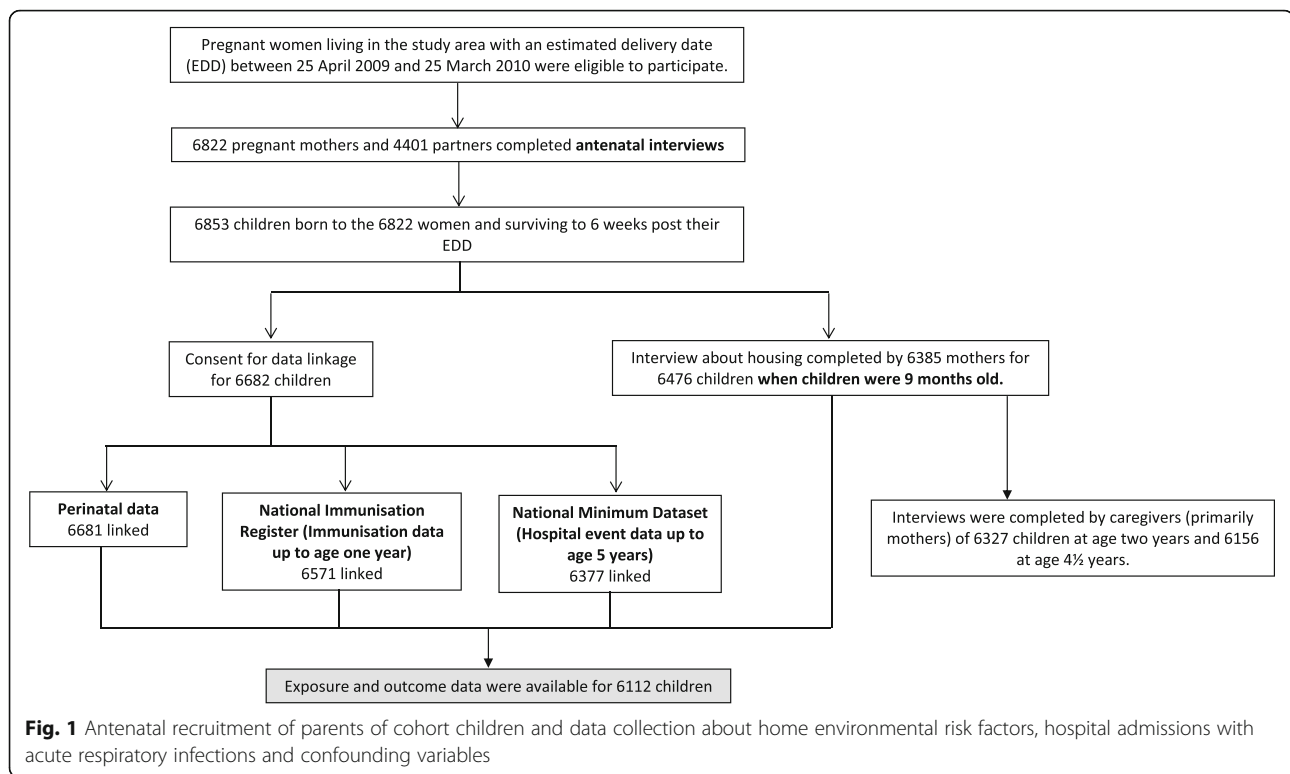 Pregnant women living in the study area with an estimated delivery date
(EDD) between 25 April 2009 and 25 March 2010 were eligible to participate.
6822 pregnant mothers and 4401 partners completed antenatal interviews
6853 children born to the 6822 women and surviving to 6 weeks post their
EDD
Consent for data linkage
for 6682 children
Interview about housing completed by 6385 mothers for
6476 children when children were 9 months old.
Perinatal data
6681 linked
National Immunisation
Register (Immunisation data
up to age one year)
6571 linked
National Minimum Dataset
(Hospital event data up to
age 5 years)
6377 linked
Interviews were completed by caregivers (primarily
mothers) of 6327 children at age two years and 6156
at age 4½ years.
Exposure and outcome data were available for 6112 children
Fig. 1 Antenatal recruitment of parents of cohort children and data collection about home environmental risk factors, hospital admissions with
acute respiratory infections and confounding variables